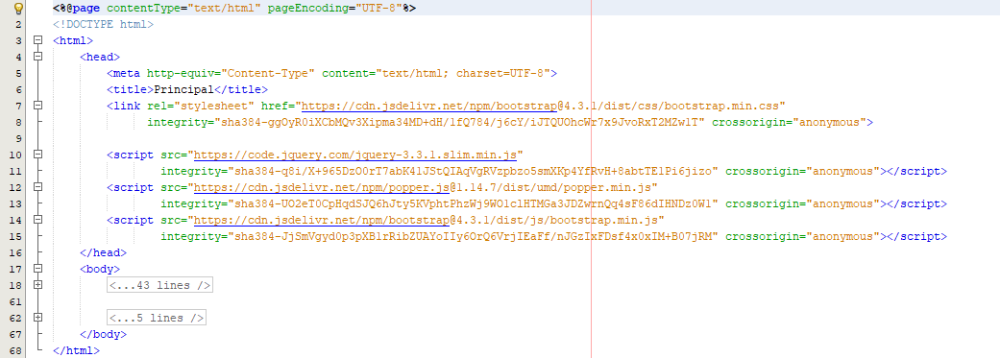 <%@page contentType="text/html" pageEncoding="UTF-8"%>
2 <!DOCTYPE html>
3 <html>
4 <head>
5 <meta http-equiv="Content-Type" content="text/html; charset=UTF-8">
6 <title>Principal</title>
7 <link rel="stylesheet" href="https://cdn.jsdelivr.net/npm/bootstrap@4.3.1/dist/css/bootstrap.min.css"
8 integrity="sha384-ggOyR0iXCbMQv3Xipma34MD+dH/1fQ784/j6cY/iJTQUOhcWr7x9JvoRxT2MZw1T" crossorigin="anonymous">
9
10 <script src="https://code.jquery.com/jquery-3.3.1.slim.min.js"
11 integrity="sha384-q8i/X+965DzO0rT7abK41JStQIAqVgRVzpbzo5smXKp4YfRvH+8abtTE1Pi6jizo" crossorigin="anonymous"></script>
12 <script src="https://cdn.jsdelivr.net/npm/popper.js@1.14.7/dist/umd/popper.min.js"
13 integrity="sha384-UO2eT0CpHqdSJQ6hJty5KVphtPhzWj9WO1clHTMGa3JDZwrnQq4sF86dIHNDz0W1" crossorigin="anonymous"></script>
14 <script src="https://cdn.jsdelivr.net/npm/bootstrap@4.3.1/dist/js/bootstrap.min.js"
15 integrity="sha384-JjSmVgyd0p3pXB1rRibZUAYoIIy6OrQ6VrjIEaFf/nJGzIxFDsf4x0xIM+B07jRM" crossorigin="anonymous"></script>
16 </head>
17 <body>
18 <...43 lines />
61
62 <...5 lines />
67 </body>
68 </html>